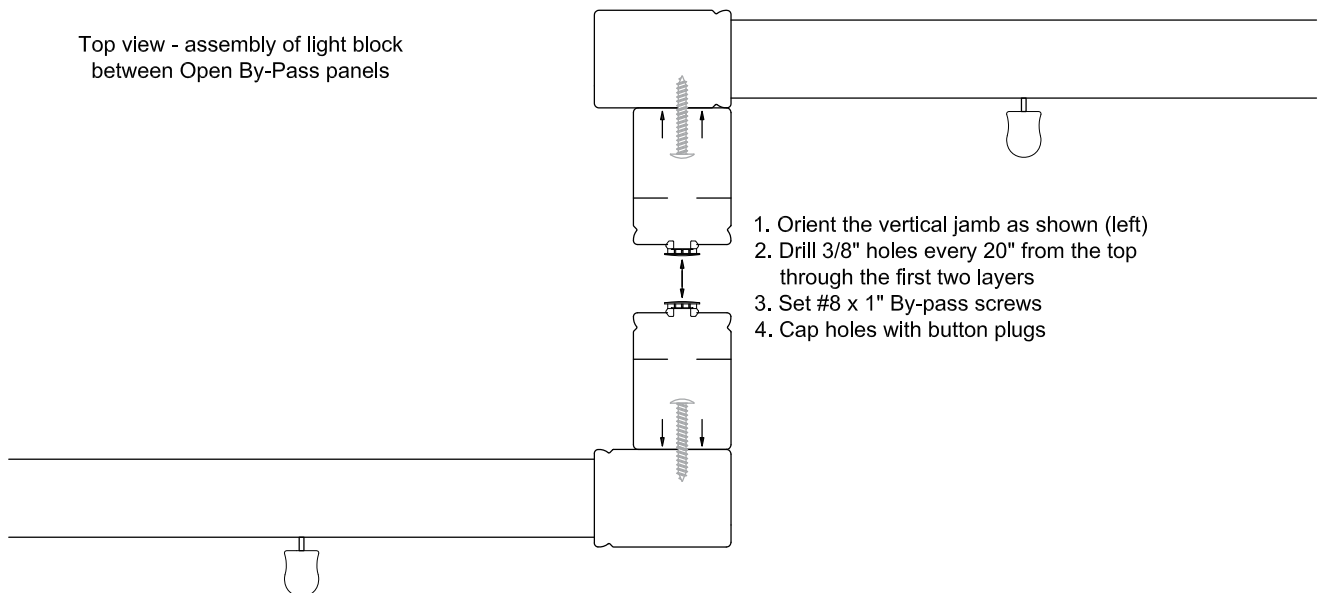 Top view - assembly of light block
between Open By-Pass panels
1. Orient the vertical jamb as shown (left)
2. Drill 3/8" holes every 20" from the top
through the first two layers
3. Set #8 x 1" By-pass screws
4. Cap holes with button plugs